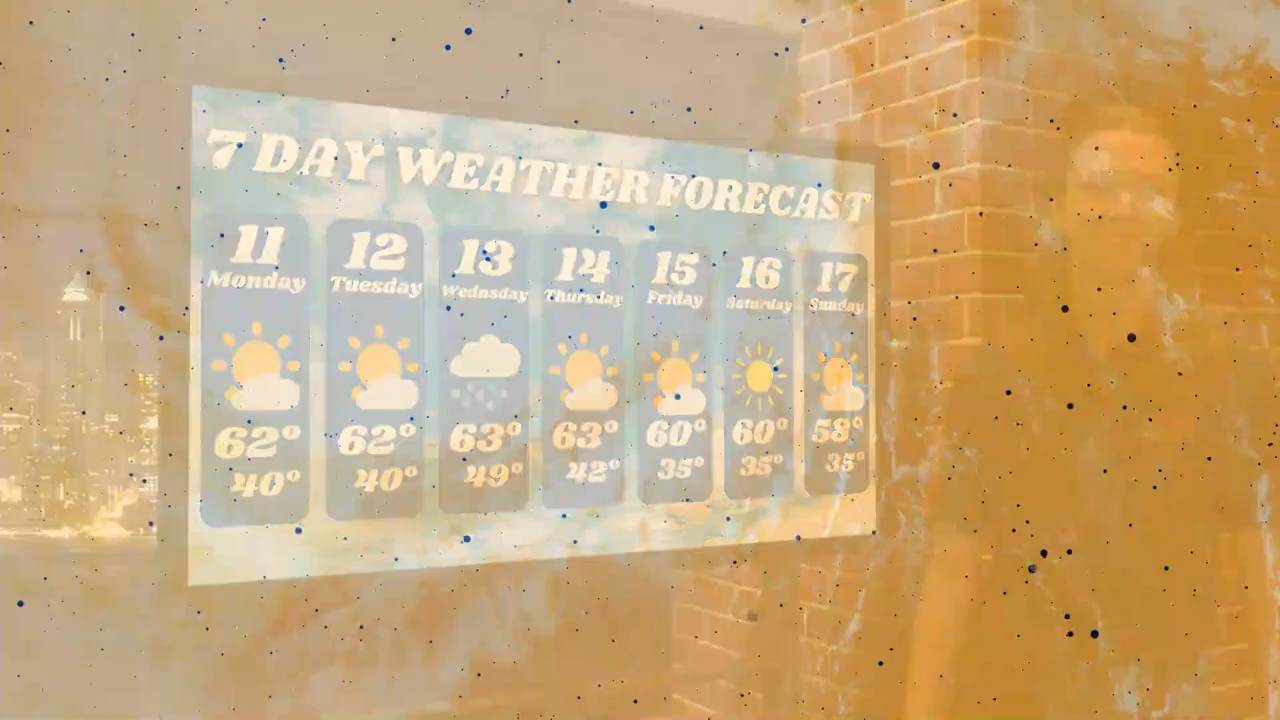 7 DAY WEATHER FORECAST
11 12 13 14 15 16 17
Monday Tuesday Wednsday Thursday Friday Saturday Sunday
62° 62° 63° 63° 60° 60° 58°
40° 40° 49° 42° 35° 35° 35°